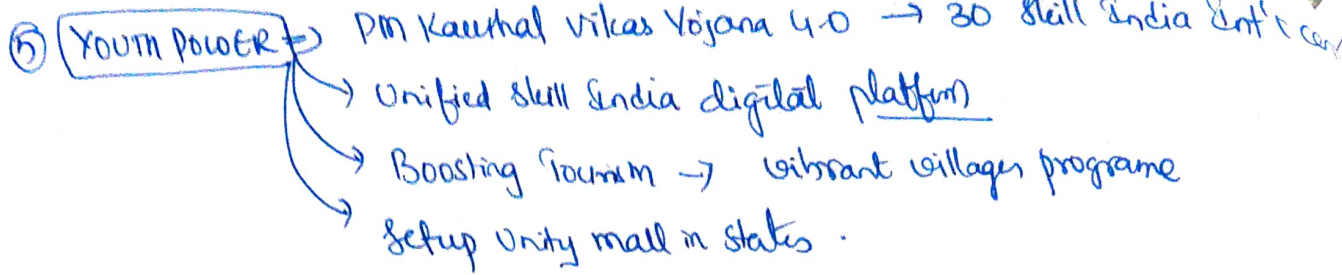 ⑤ YOUTH POWER → PM Kaushal Vikas Yojana 4.0 → 30 Skill India Int'l
→ Unified Skill India digital platform
→ Boosting Tourism → vibrant villages programe
→ Setup Unity mall in States.